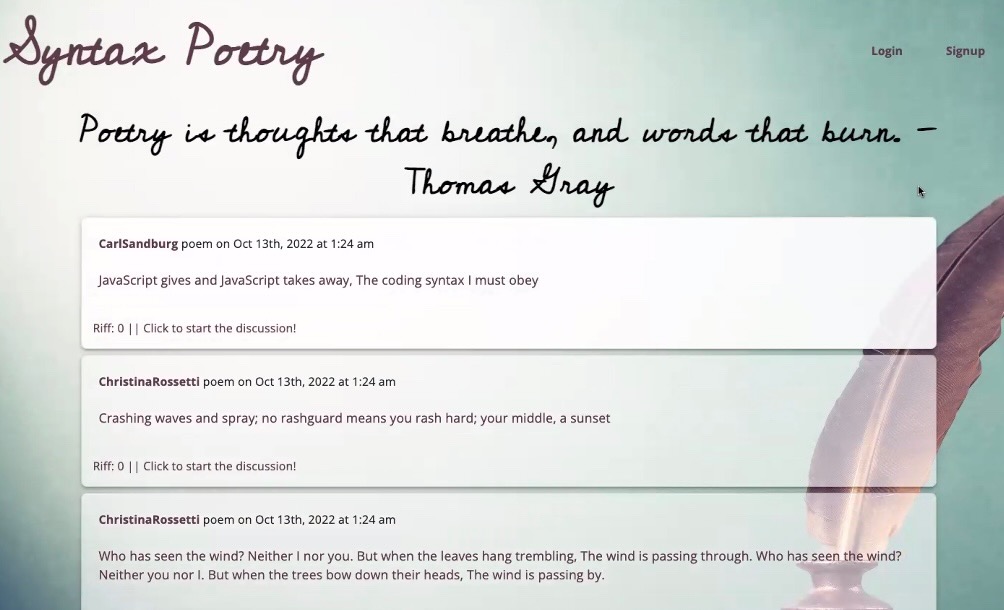 Syntax Poetry
Login Signup
Poetry is thoughts that breathe, and words that burn. —
Thomas Gray
CarlSandburg poem on Oct 13th, 2022 at 1:24 am
JavaScript gives and JavaScript takes away, The coding syntax I must obey
Riff: 0 || Click to start the discussion!
ChristinaRossetti poem on Oct 13th, 2022 at 1:24 am
Crashing waves and spray; no rashguard means you rash hard; your middle, a sunset
Riff: 0 || Click to start the discussion!
ChristinaRossetti poem on Oct 13th, 2022 at 1:24 am
Who has seen the wind? Neither I nor you. But when the leaves hang trembling, The wind is passing through. Who has seen the wind?
Neither you nor I. But when the trees bow down their heads, The wind is passing by.